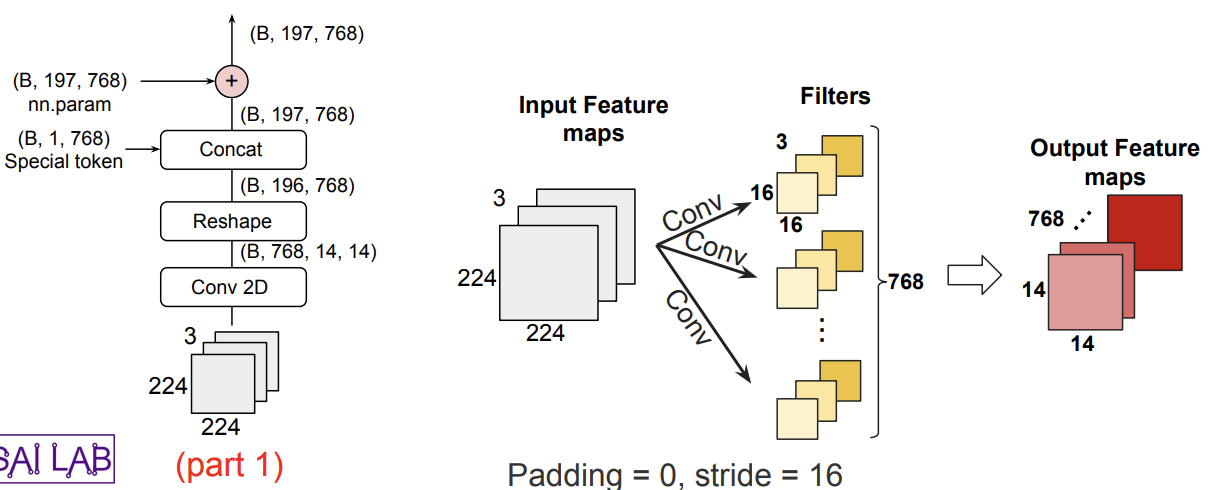 (B, 197, 768)
(B, 197, 768)
nn.param
+
(B, 197, 768)
(B, 1, 768)
Special token
Concat
(B, 196, 768)
Reshape
(B, 768, 14, 14)
Conv 2D
3
224
224
SAI LAB
(part 1)
Input Feature
maps
3
224
224
Conv
Conv
Conv
Filters
3
16
16
⋮
768
Output Feature
maps
768
14
14
Padding = 0, stride = 16